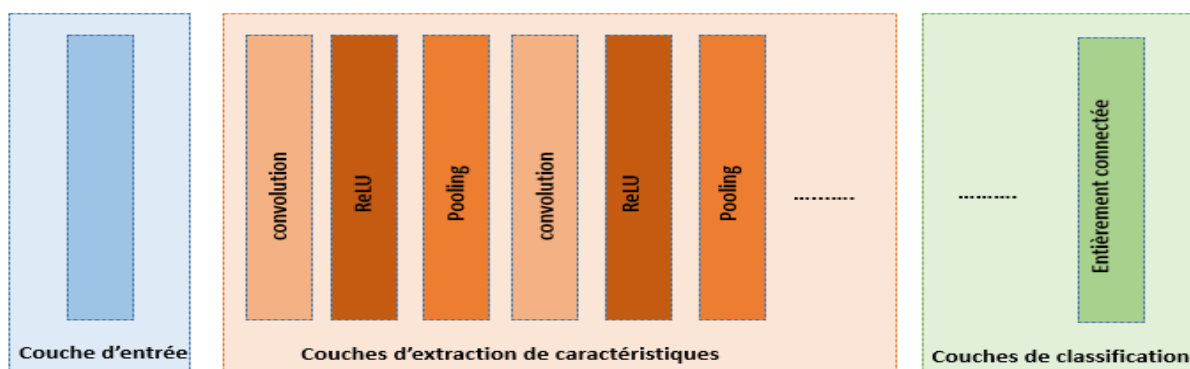 convolution
ReLU
Pooling
convolution
ReLU
Pooling
...........
...........
Entièrement connectée
Couche d'entrée
Couches d'extraction de caractéristiques
Couches de classification